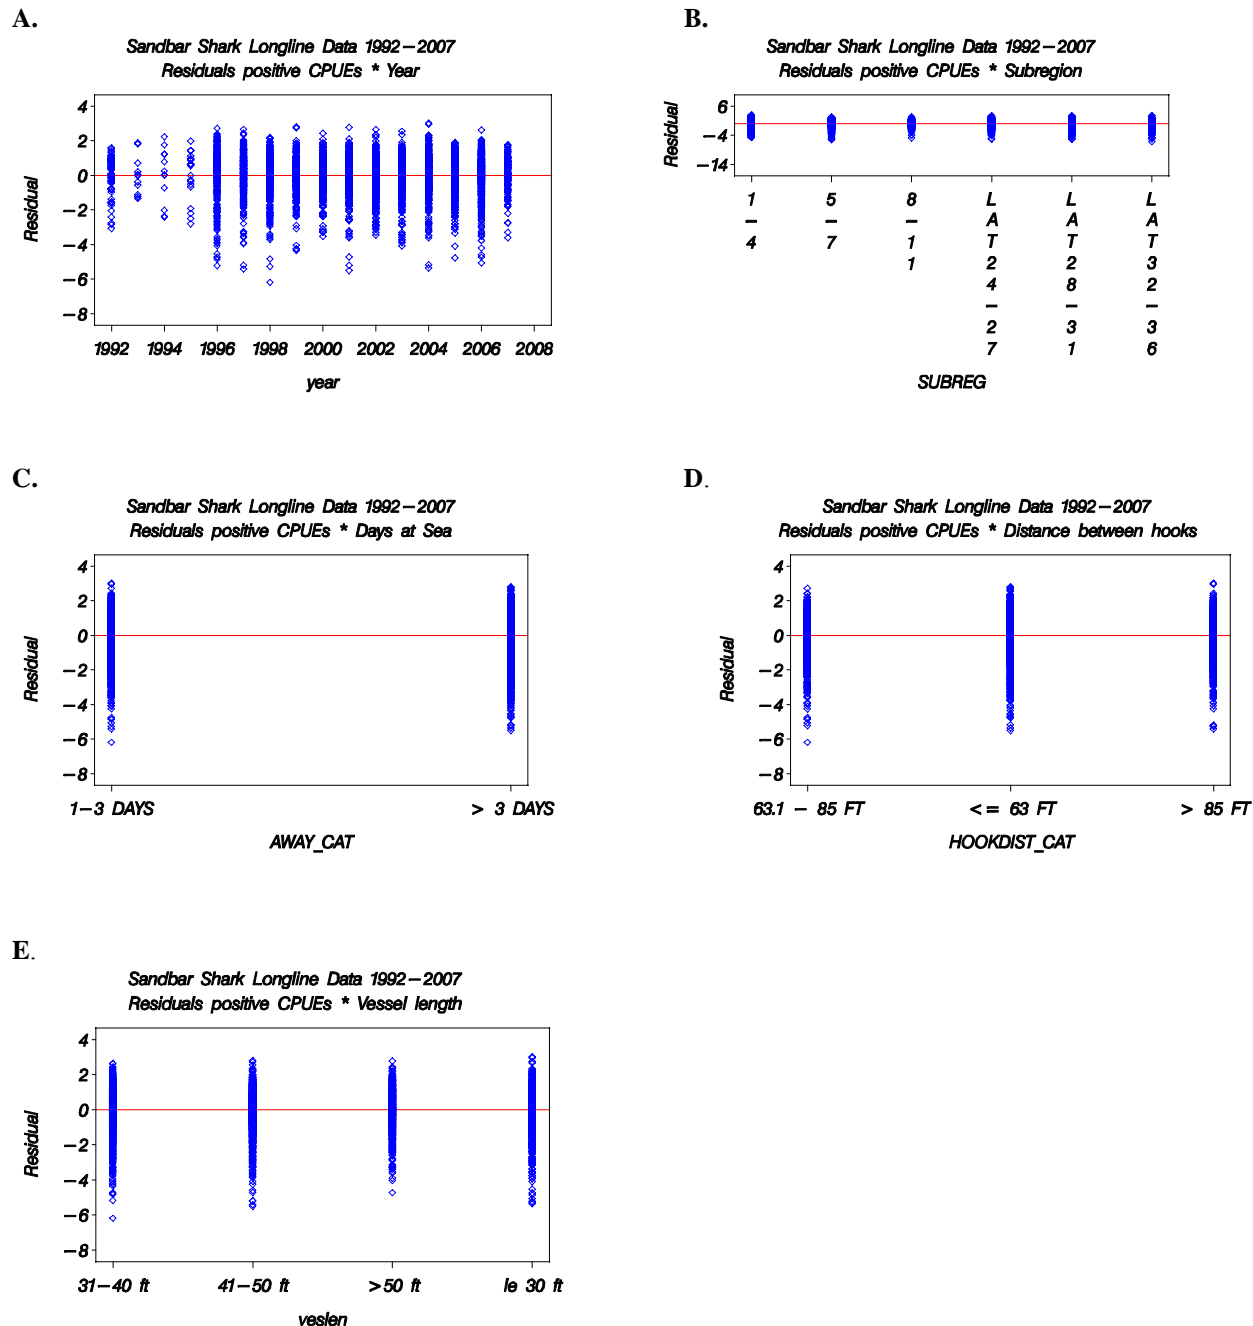 A.
Sandbar Shark Longline Data 1992−2007
Residuals positive CPUEs * Year
Residual
4
2
0
−2
−4
−6
−8
1992 1994 1996 1998 2000 2002 2004 2006 2008
year
B.
Sandbar Shark Longline Data 1992−2007
Residuals positive CPUEs * Subregion
Residual
6
−4
−14
1 5 8 L L L
− − − A A A
4 7 1 T T T
1 2 2 3
4 8 2
− − −
2 3 3
7 1 6
SUBREG
C.
Sandbar Shark Longline Data 1992−2007
Residuals positive CPUEs * Days at Sea
Residual
4
2
0
−2
−4
−6
−8
1−3 DAYS > 3 DAYS
AWAY_CAT
D.
Sandbar Shark Longline Data 1992−2007
Residuals positive CPUEs * Distance between hooks
Residual
4
2
0
−2
−4
−6
−8
63.1 − 85 FT <= 63 FT > 85 FT
HOOKDIST_CAT
E.
Sandbar Shark Longline Data 1992−2007
Residuals positive CPUEs * Vessel length
Residual
4
2
0
−2
−4
−6
−8
31−40 ft 41−50 ft >50 ft le 30 ft
veslen